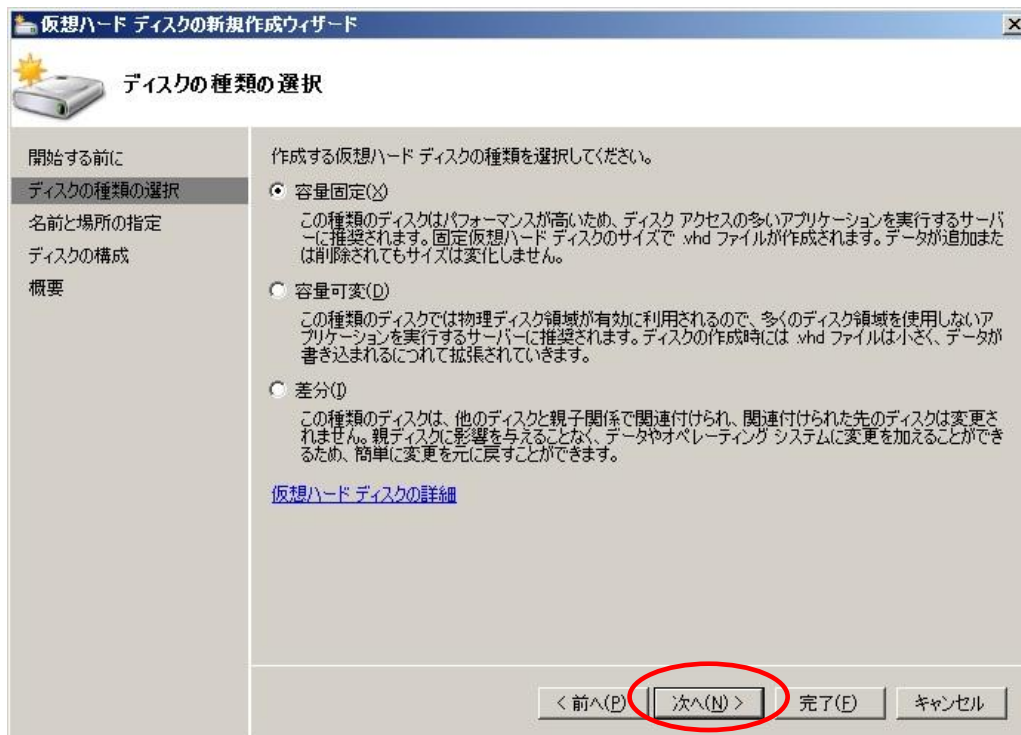 仮想ハード ディスクの新規作成ウィザード
ディスクの種類の選択
開始する前に
ディスクの種類の選択
名前と場所の指定
ディスクの構成
概要
作成する仮想ハード ディスクの種類を選択してください。
容量固定(X)
この種類のディスクはパフォーマンスが高いため、ディスク アクセスの多いアプリケーションを実行するサーバ
ーに推奨されます。固定仮想ハード ディスクのサイズで .vhd ファイルが作成されます。データが追加また
は削除されてもサイズは変化しません。
容量可変(D)
この種類のディスクでは物理ディスク領域が有効に利用されるので、多くのディスク領域を使用しないア
プリケーションを実行するサーバーに推奨されます。ディスクの作成時には .vhd ファイルは小さく、データが
書き込まれるにつれて拡張されていきます。
差分(I)
この種類のディスクは、他のディスクと親子関係で関連付けられ、関連付けられた先のディスクは変更さ
れません。親ディスクに影響を与えることなく、データやオペレーティング システムに変更を加えることができ
るため、簡単に変更を元に戻すことができます。
仮想ハード ディスクの詳細
< 前へ(P) 次へ(N) > 完了(F) キャンセル